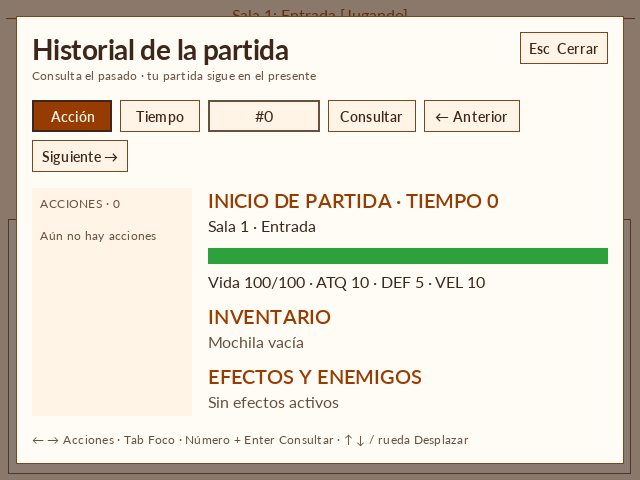 Sala 1: Entrada [Jugando]
Historial de la partida
Esc Cerrar
Consulta el pasado · tu partida sigue en el presente
Acción
Tiempo
#0
Consultar
← Anterior
Siguiente →
ACCIONES · 0
Aún no hay acciones
INICIO DE PARTIDA · TIEMPO 0
Sala 1 · Entrada
Vida 100/100 · ATQ 10 · DEF 5 · VEL 10
INVENTARIO
Mochila vacía
EFECTOS Y ENEMIGOS
Sin efectos activos
← → Acciones · Tab Foco · Número + Enter Consultar · ↑ ↓ / rueda Desplazar